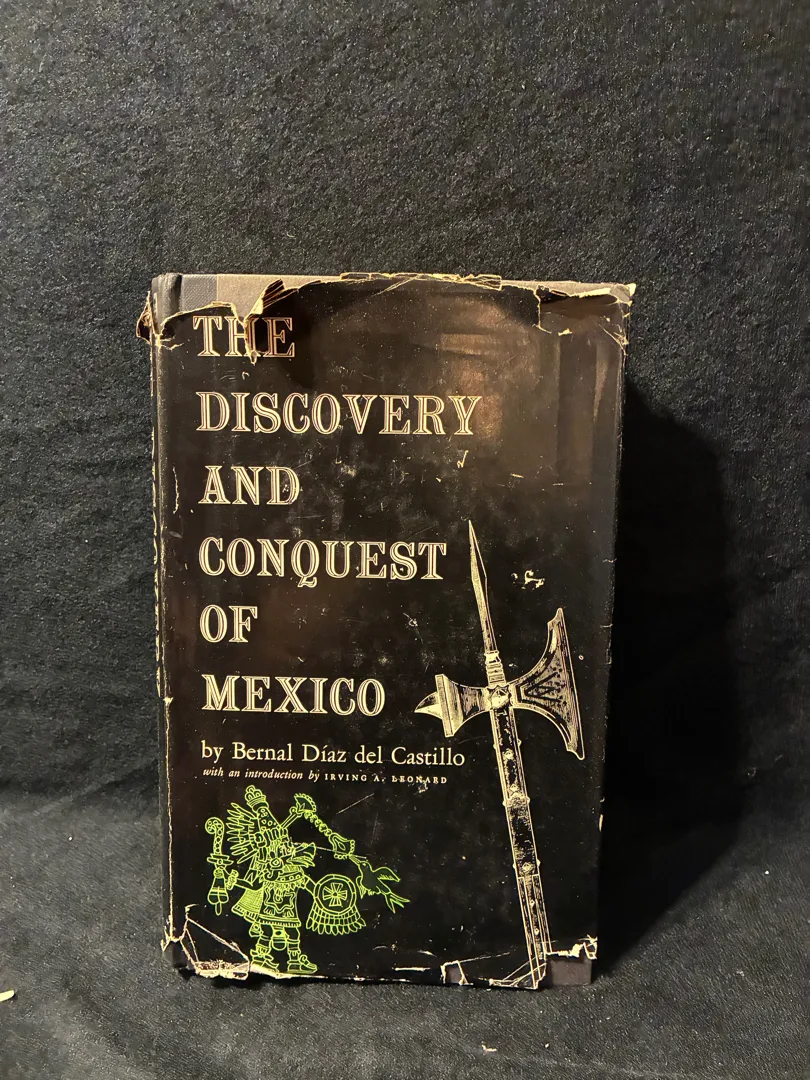 THE
DISCOVERY
AND
CONQUEST
OF
MEXICO
by Bernal Díaz del Castillo
with an introduction by IRVING A. LEONARD